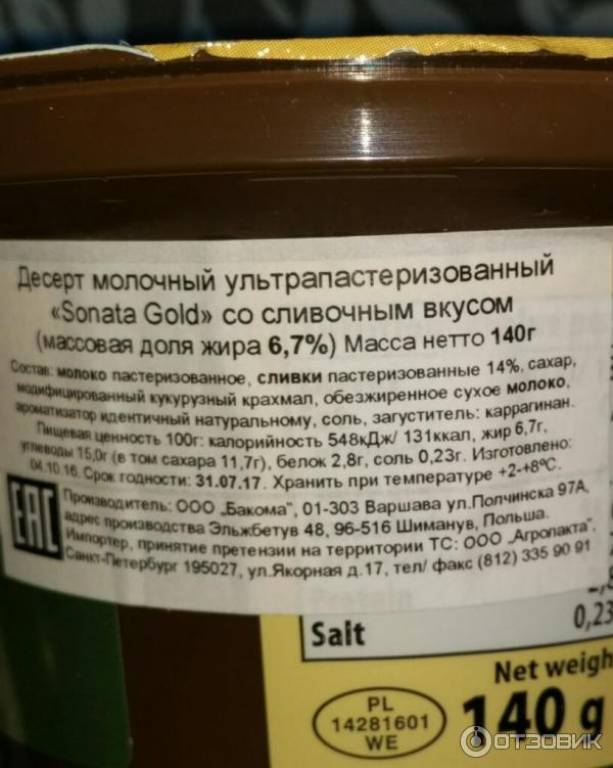 Десерт молочный ультрапастеризованный
«Sonata Gold» со сливочным вкусом
(массовая доля жира 6,7%) Масса нетто 140г
Состав: молоко пастеризованное, сливки пастеризованные 14%, сахар,
модифицированный кукурузный крахмал, обезжиренное сухое молоко,
ароматизатор идентичный натуральному, соль, загуститель: каррагинан.
Пищевая ценность 100г: калорийность 548кДж/ 131ккал, жир 6,7г,
углеводы 15,0г (в том сахара 11,7г), белок 2,8г, соль 0,23г. Изготовлено:
04.10.16. Срок годности: 31.07.17. Хранить при температуре +2-+8ºС.
EAC
Производитель: ООО „Бакома", 01-303 Варшава ул.Полчинска 97А,
адрес производства Эльжбетув 48, 96-516 Шиманув, Польша.
Импортер, принятие претензии на территории ТС: ООО „Агропакта",
Санкт-Петербург 195027, ул.Якорная д.17, тел/ факс (812) 335 90 91
Salt 0,23
Net weigh
PL
14281601
WE
140 g
ОТЗОВИК